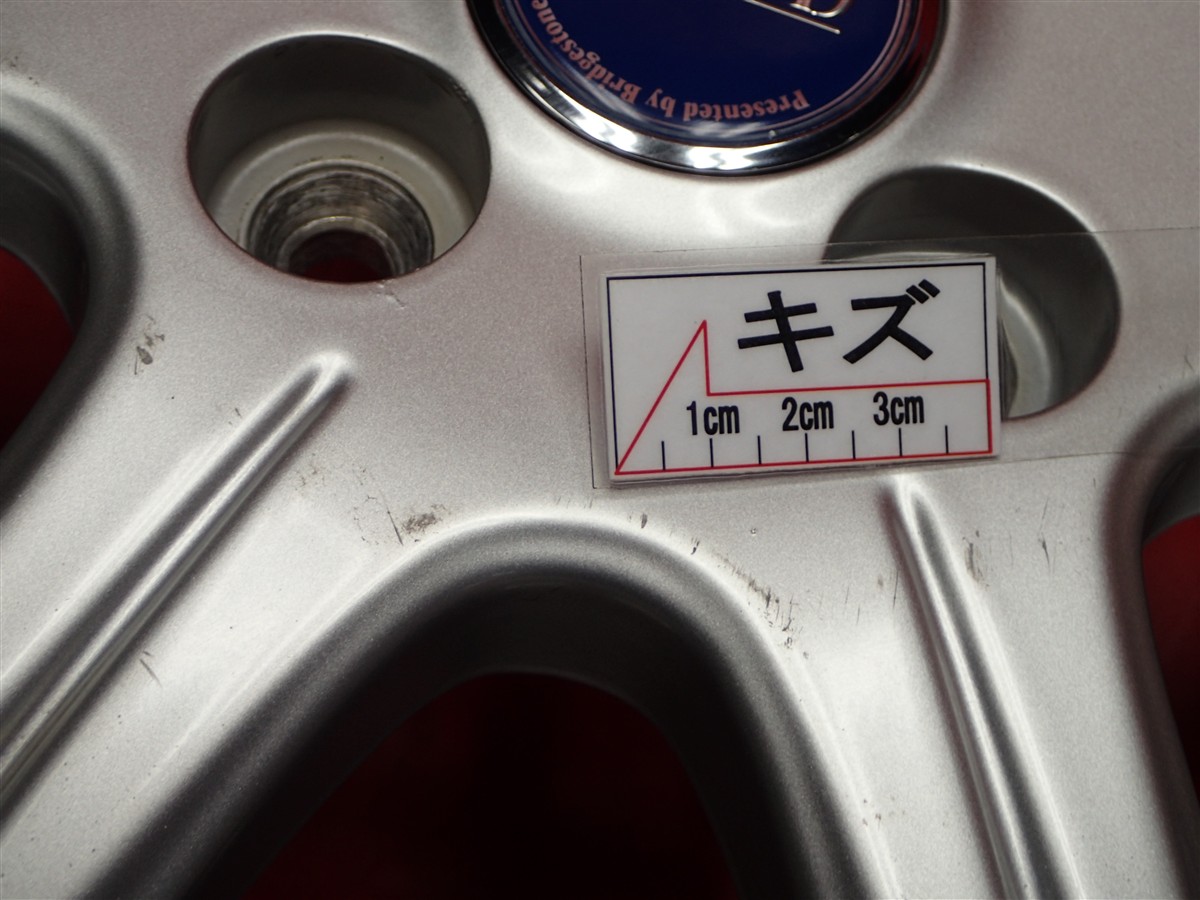 Presented by Bridgestone
キズ
1cm 2cm 3cm